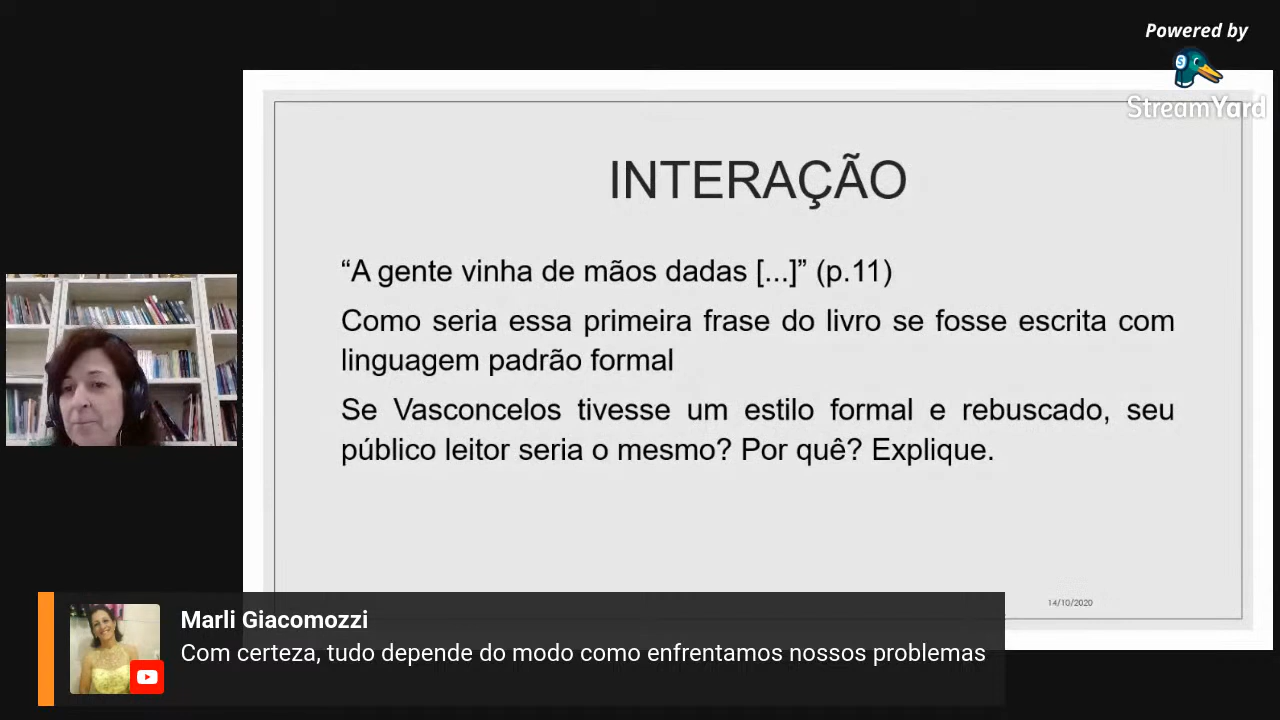 Powered by
StreamYard
INTERAÇÃO
“A gente vinha de mãos dadas [...]” (p.11)
Como seria essa primeira frase do livro se fosse escrita com
linguagem padrão formal
Se Vasconcelos tivesse um estilo formal e rebuscado, seu
público leitor seria o mesmo? Por quê? Explique.
14/10/2020
Marli Giacomozzi
Com certeza, tudo depende do modo como enfrentamos nossos problemas